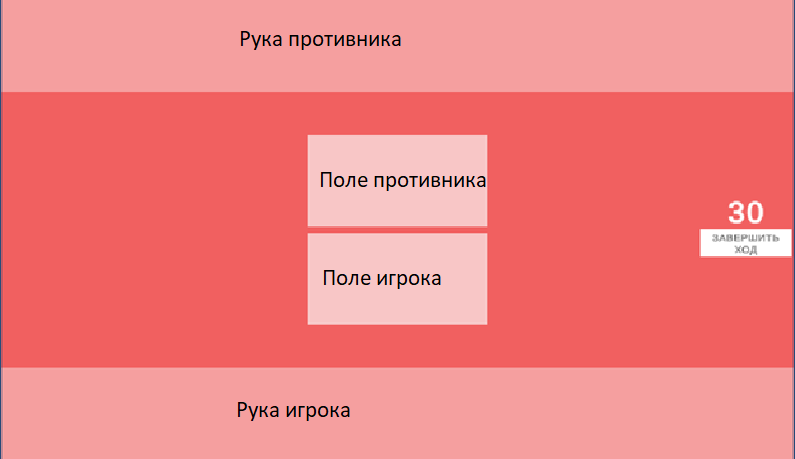 Рука противника
Поле противника
30
ЗАВЕРШИТЬ
ХОД
Поле игрока
Рука игрока